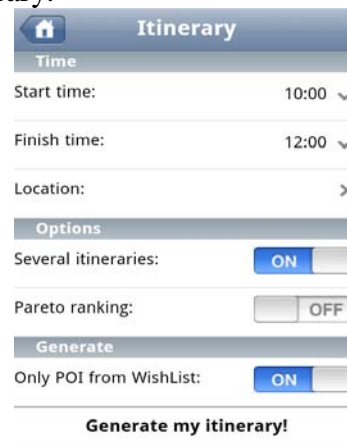 Itinerary
Time
Start time: 10:00
Finish time: 12:00
Location:
Options
Several itineraries: ON
Pareto ranking: OFF
Generate
Only POI from WishList: ON
Generate my itinerary!